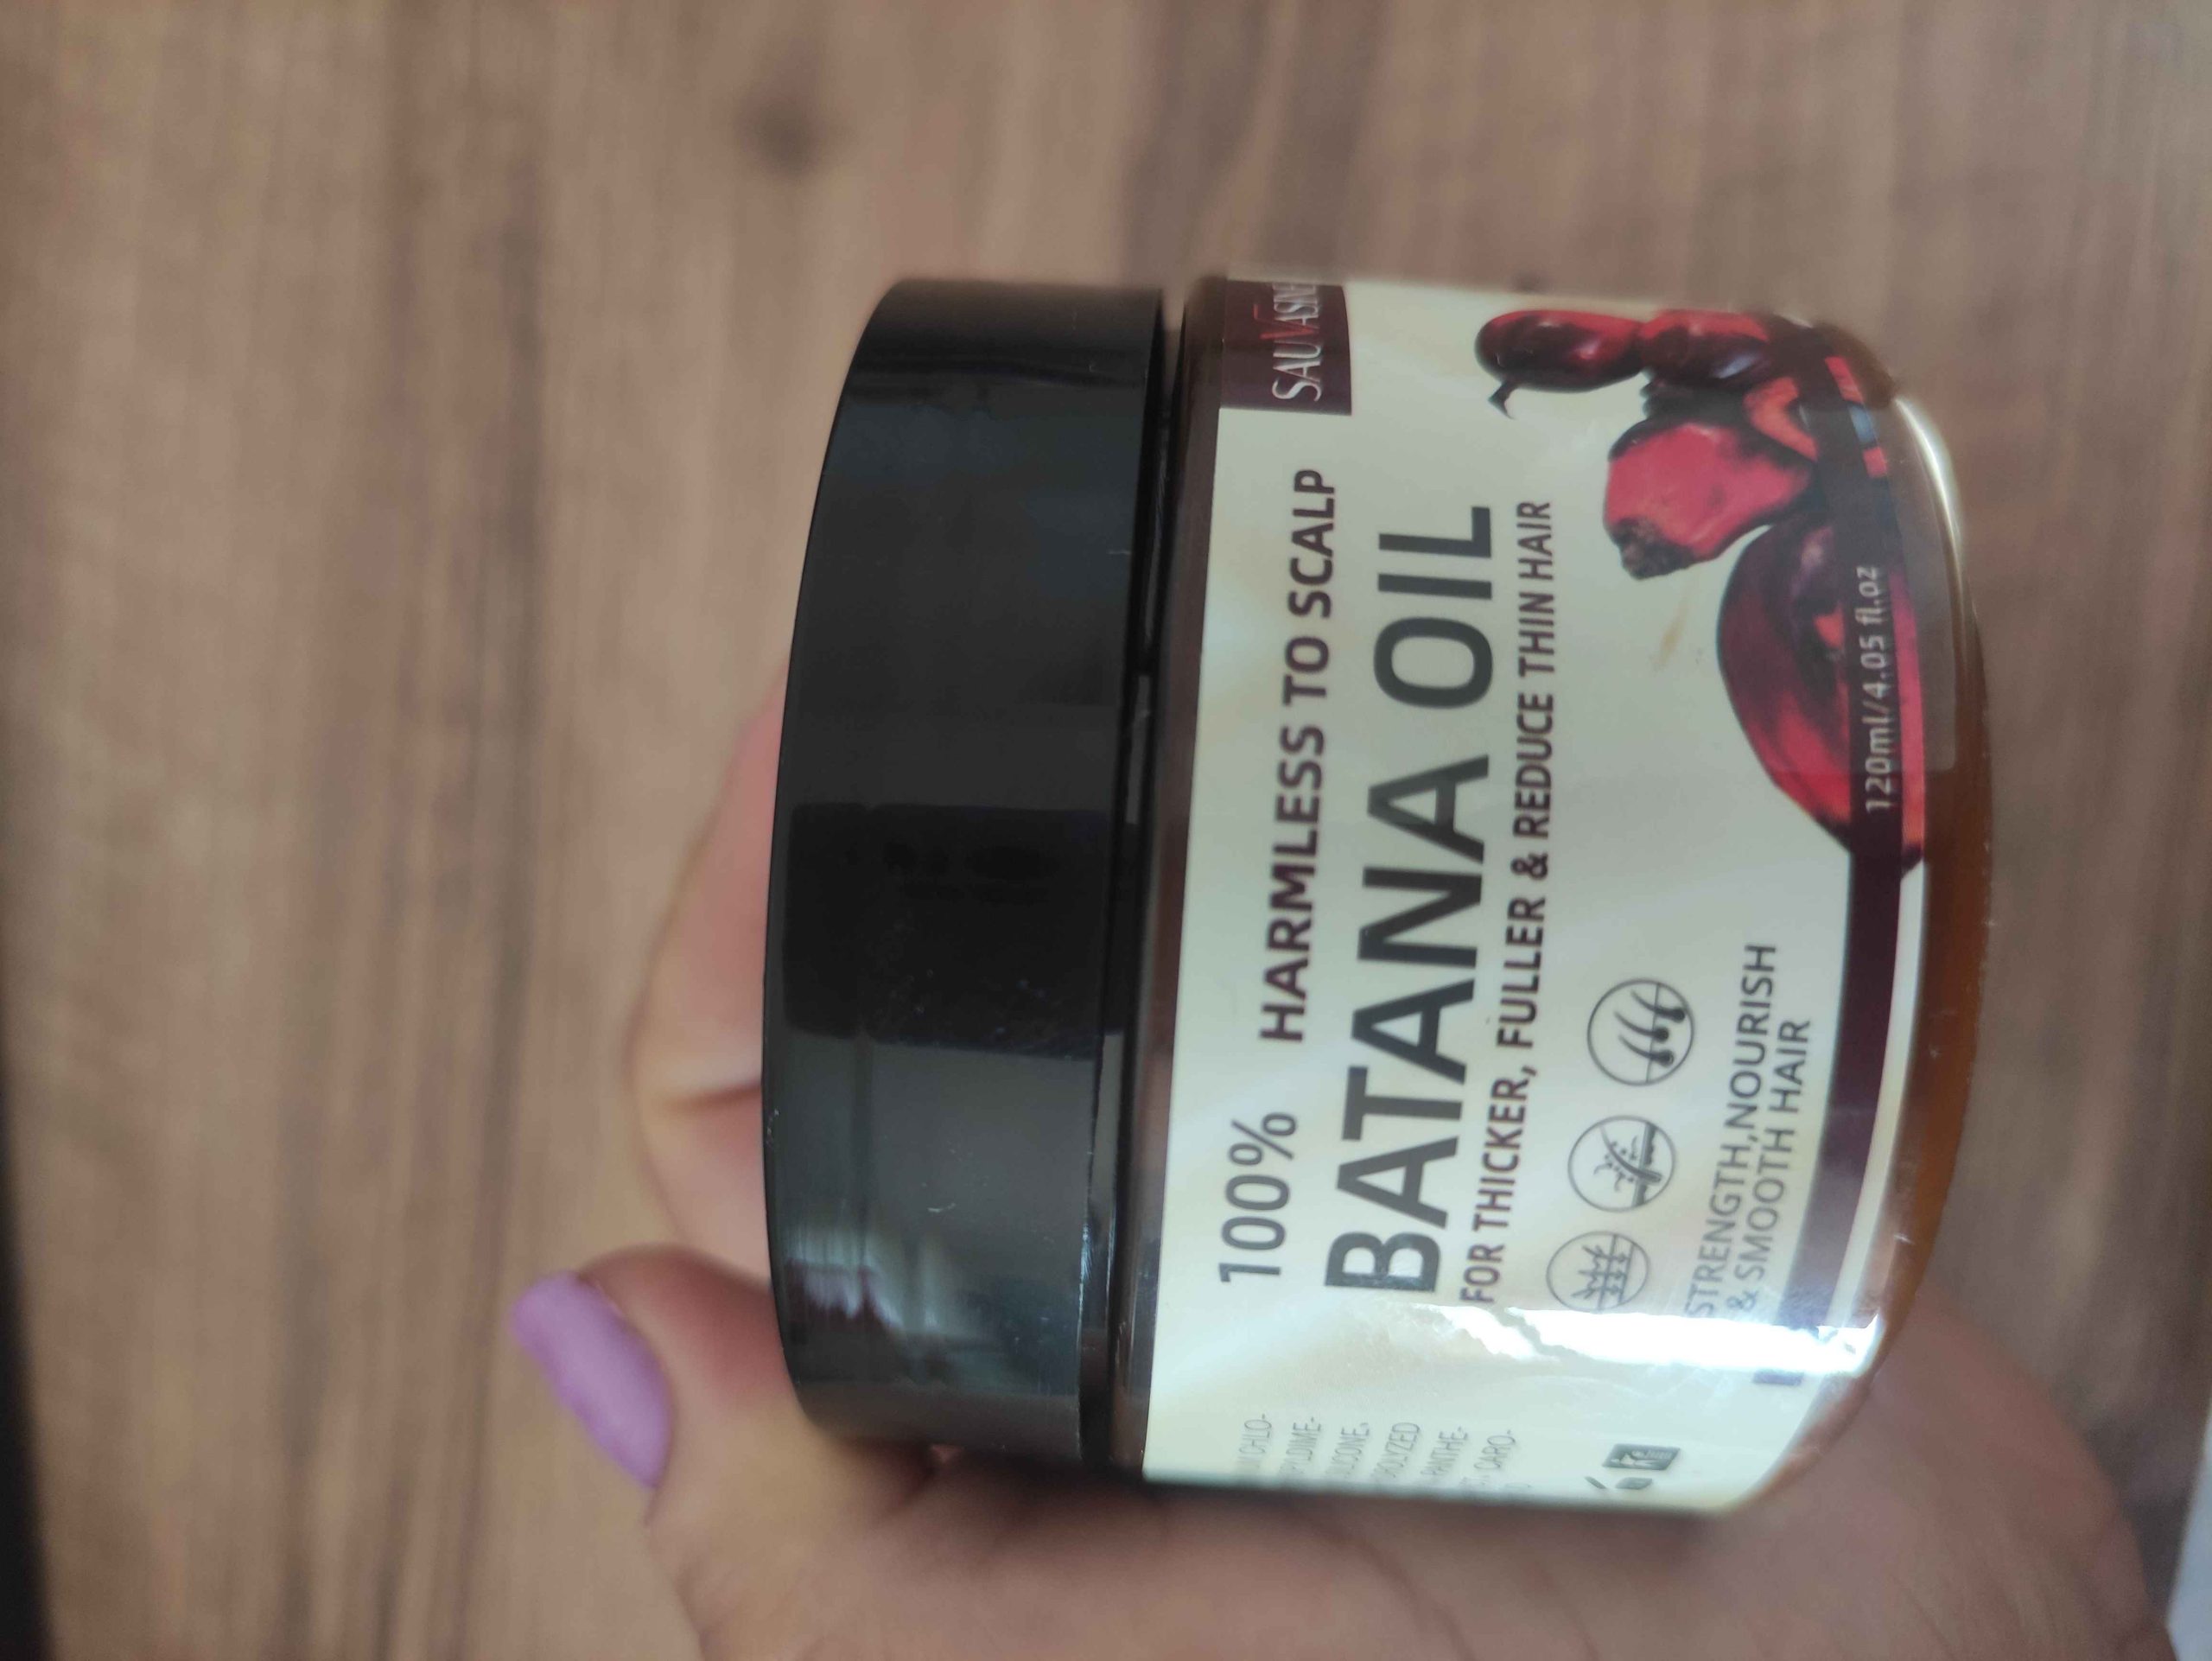 100% HARMLESS TO SCALP
BATANA OIL
FOR THICKER, FULLER & REDUCE THIN HAIR
STRENGTH,NOURISH
& SMOOTH HAIR
120ml/4.05 fl.oz